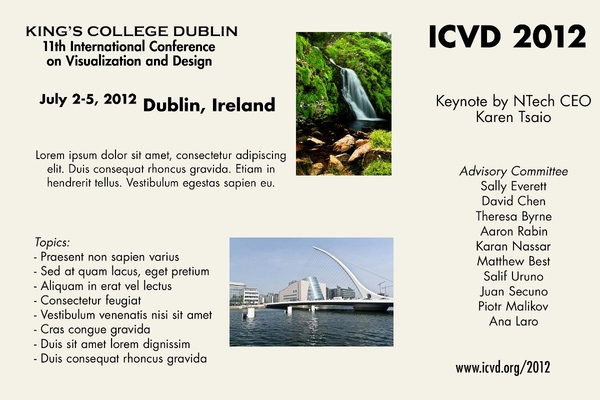 KING'S COLLEGE DUBLIN
11th International Conference
on Visualization and Design
July 2-5, 2012 Dublin, Ireland
Lorem ipsum dolor sit amet, consectetur adipiscing
elit. Duis consequat rhoncus gravida. Etiam in
hendrerit tellus. Vestibulum egestas sapien eu.
Topics:
- Praesent non sapien varius
- Sed at quam lacus, eget pretium
- Aliquam in erat vel lectus
- Consectetur feugiat
- Vestibulum venenatis nisi sit amet
- Cras congue gravida
- Duis sit amet lorem dignissim
- Duis consequat rhoncus gravida
ICVD 2012
Keynote by NTech CEO
Karen Tsaio
Advisory Committee
Sally Everett
David Chen
Theresa Byrne
Aaron Rabin
Karan Nassar
Matthew Best
Salif Uruno
Juan Secuno
Piotr Malikov
Ana Laro
www.icvd.org/2012